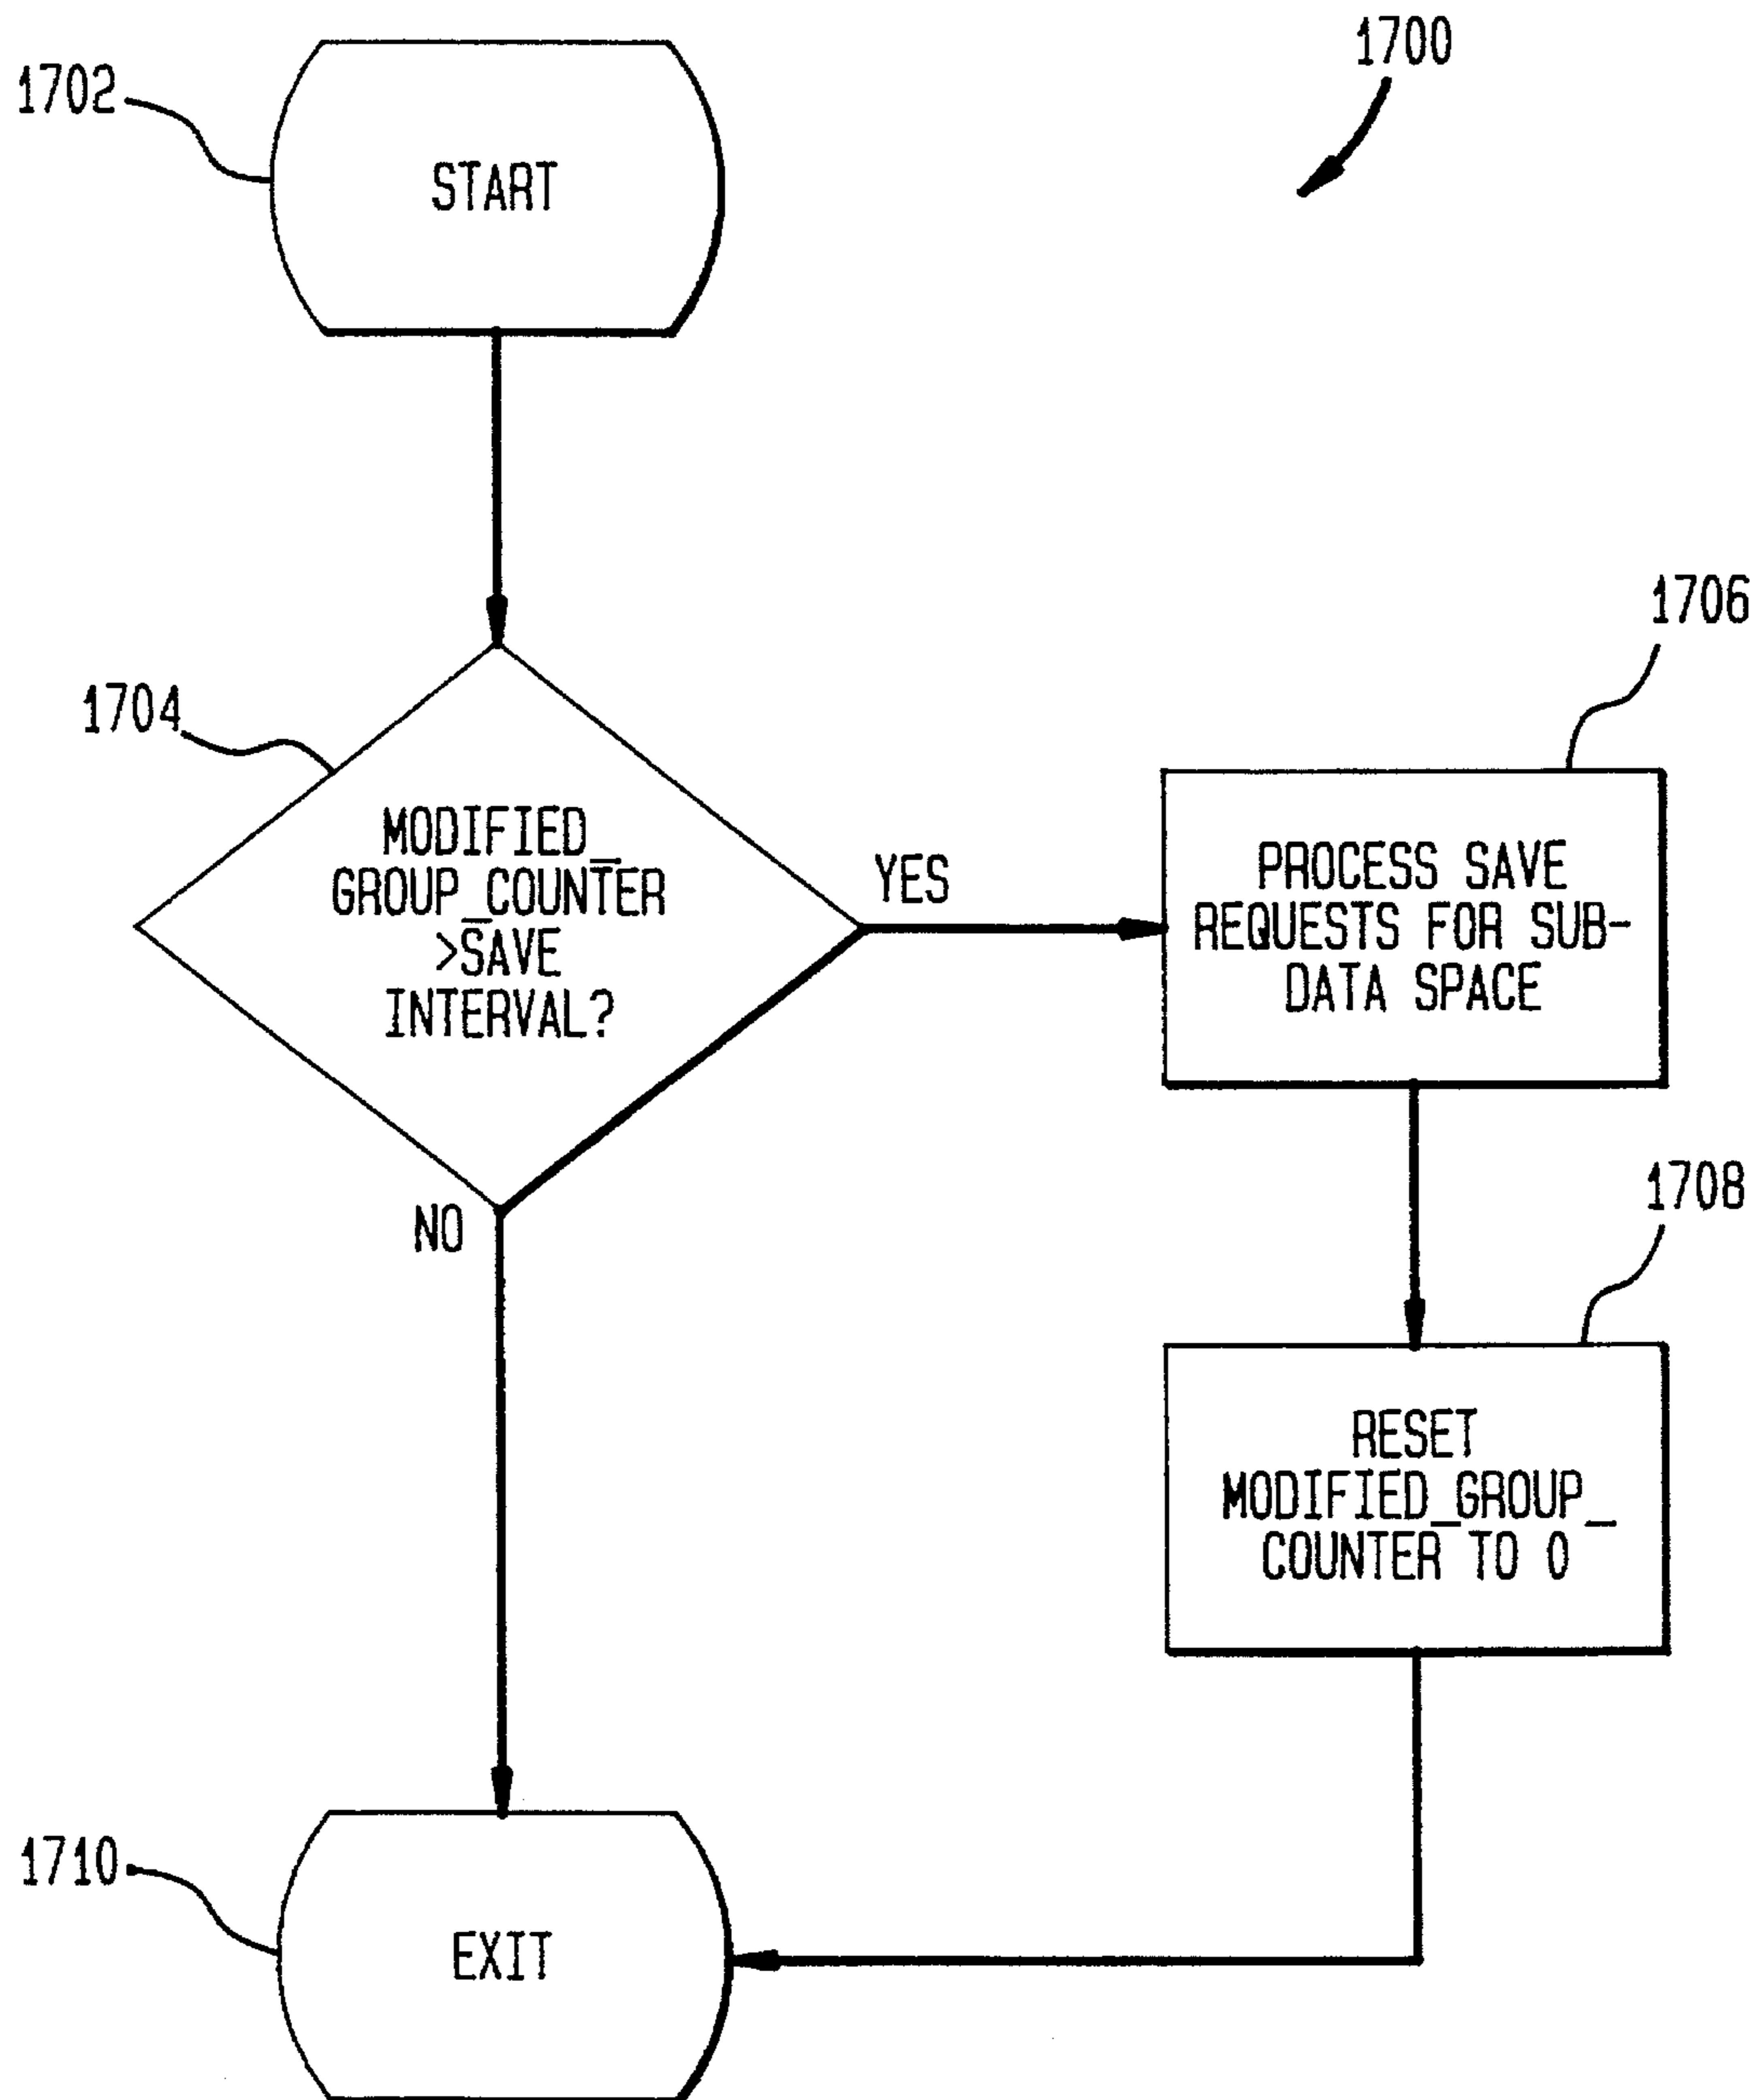 1700
1702
START
1706
1704
MODIFIED_
GROUP_COUNTER
>SAVE_
INTERVAL?
YES
PROCESS SAVE
REQUESTS FOR SUB-
DATA SPACE
NO
1708
RESET
MODIFIED_GROUP_
COUNTER TO 0
1710
EXIT